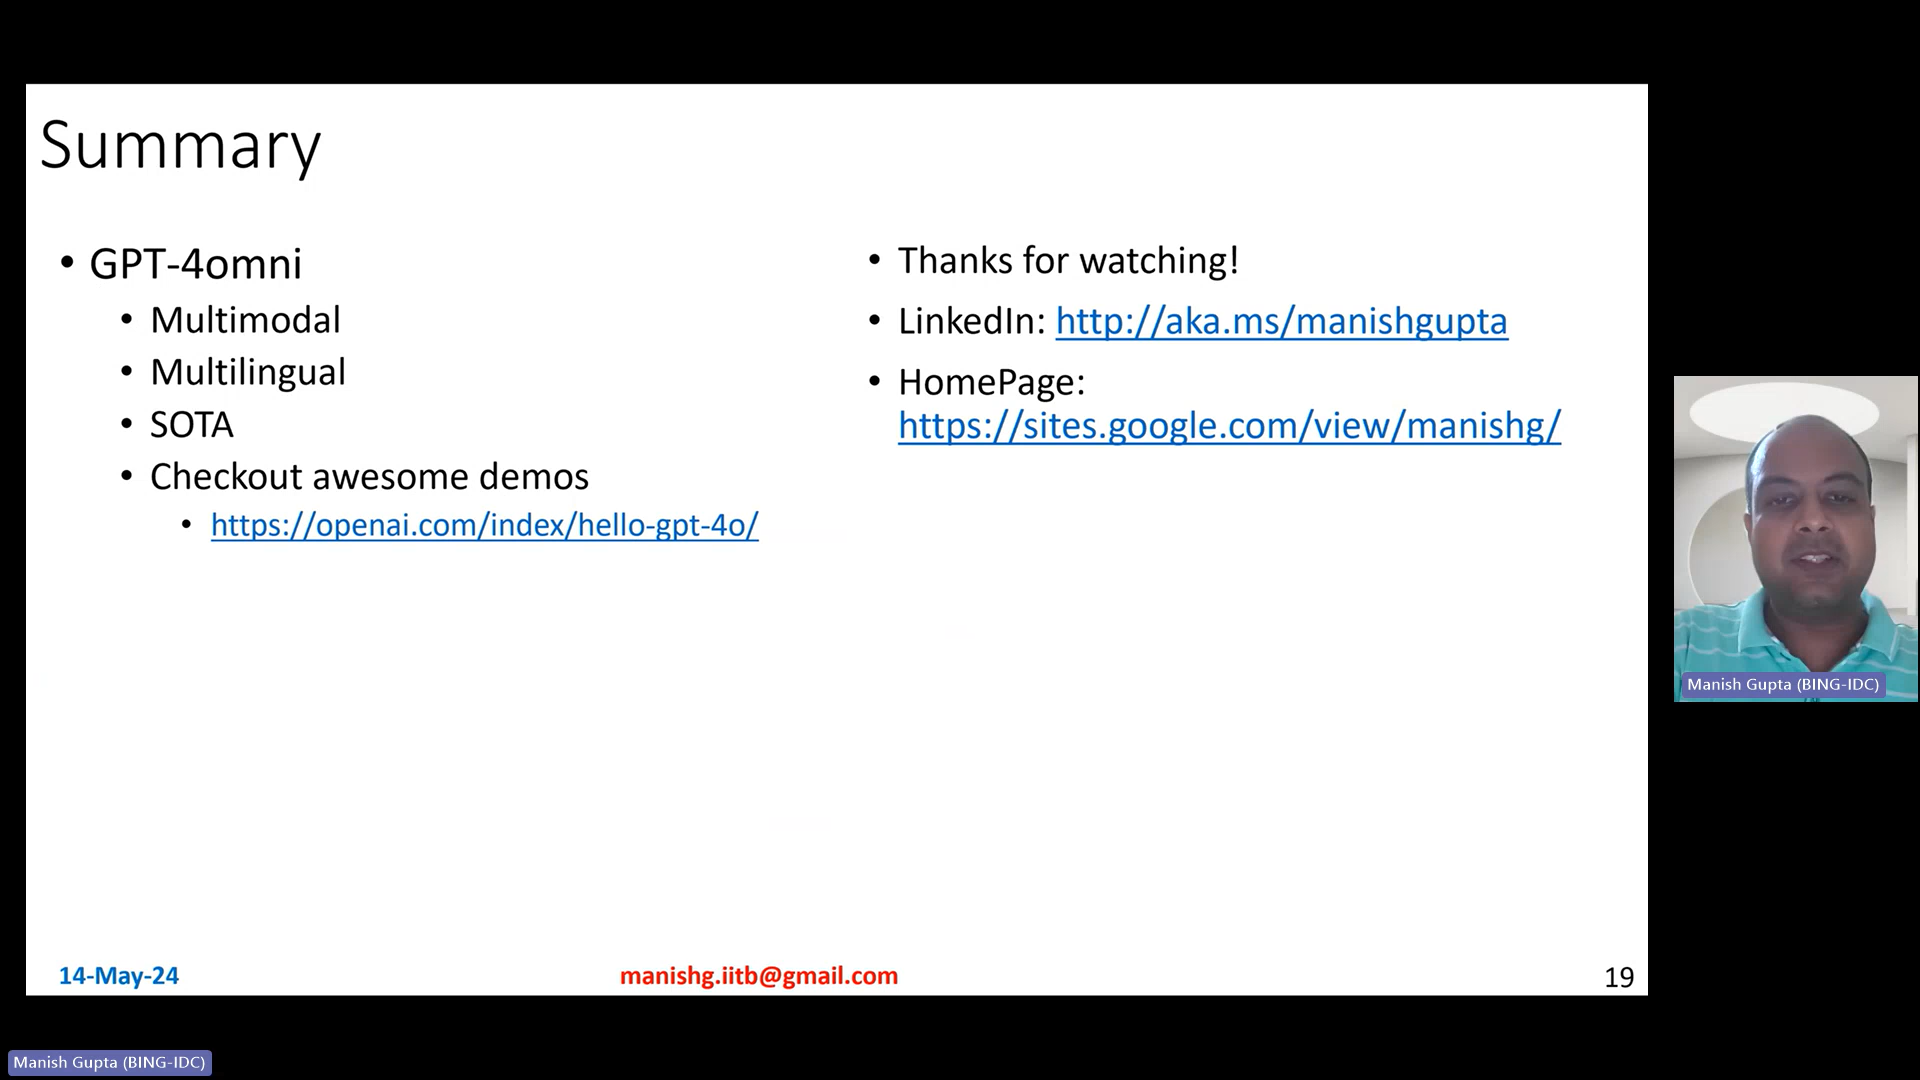 Summary
• GPT-4omni
• Multimodal
• Multilingual
• SOTA
• Checkout awesome demos
• https://openai.com/index/hello-gpt-4o/
• Thanks for watching!
• LinkedIn: http://aka.ms/manishgupta
• HomePage:
https://sites.google.com/view/manishg/
Manish Gupta (BING-IDC)
14-May-24
manishg.iitb@gmail.com
19
Manish Gupta (BING-IDC)